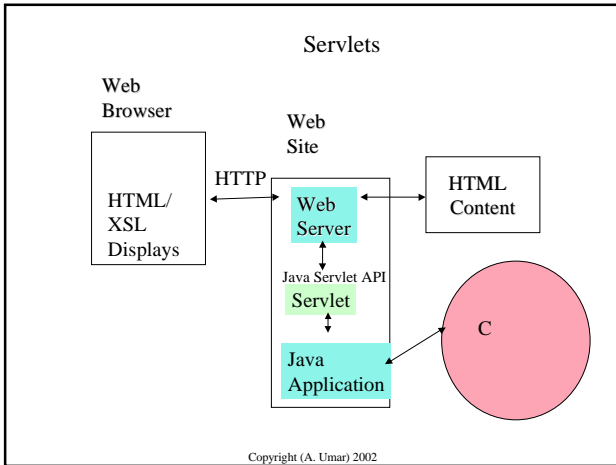 Servlets
Web
Browser
Web
Site
HTTP
HTML/
XSL
Displays
Web
Server
HTML
Content
Java Servlet API
Servlet
C
Java
Application
Copyright (A. Umar) 2002